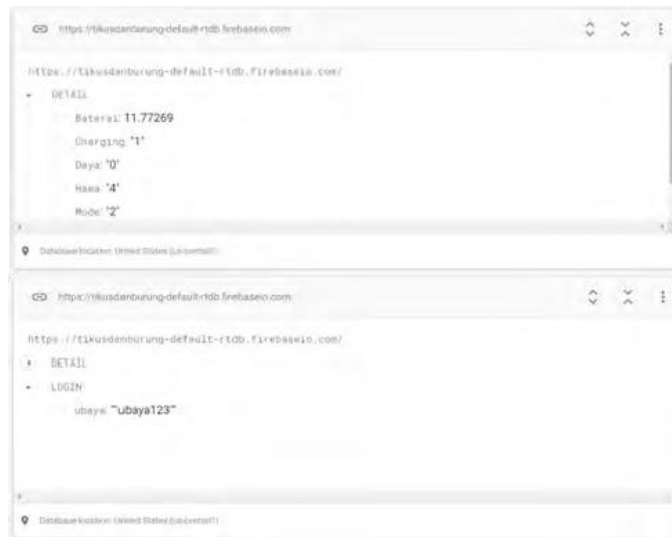 https://tikusdanburung-default-rtdb.firebaseio.com
https://tikusdanburung-default-rtdb.firebaseio.com/
DETAIL
Baterai: 11.77269
Charging: "1"
Daya: "0"
Hama: "4"
Mode: "2"
Database location: United States (us-central1)
https://tikusdanburung-default-rtdb.firebaseio.com
https://tikusdanburung-default-rtdb.firebaseio.com/
DETAIL
LOGIN
ubaya: "\"ubaya123\""
Database location: United States (us-central1)